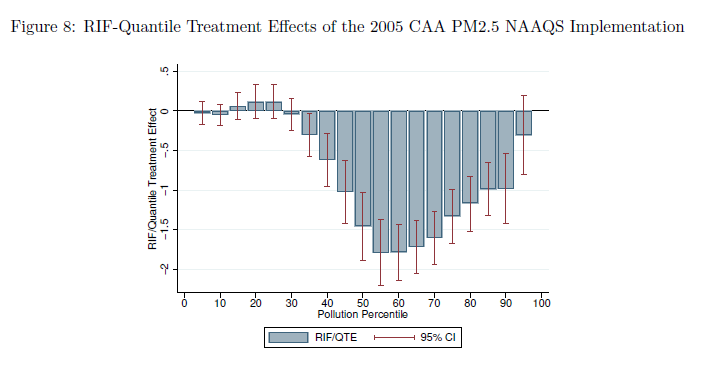 Figure 8: RIF-Quantile Treatment Effects of the 2005 CAA PM2.5 NAAQS Implementation
RIF/Quantile Treatment Effect
.5
0
-.5
-1
-1.5
-2
0 10 20 30 40 50 60 70 80 90 100
Pollution Percentile
RIF/QTE 95% CI